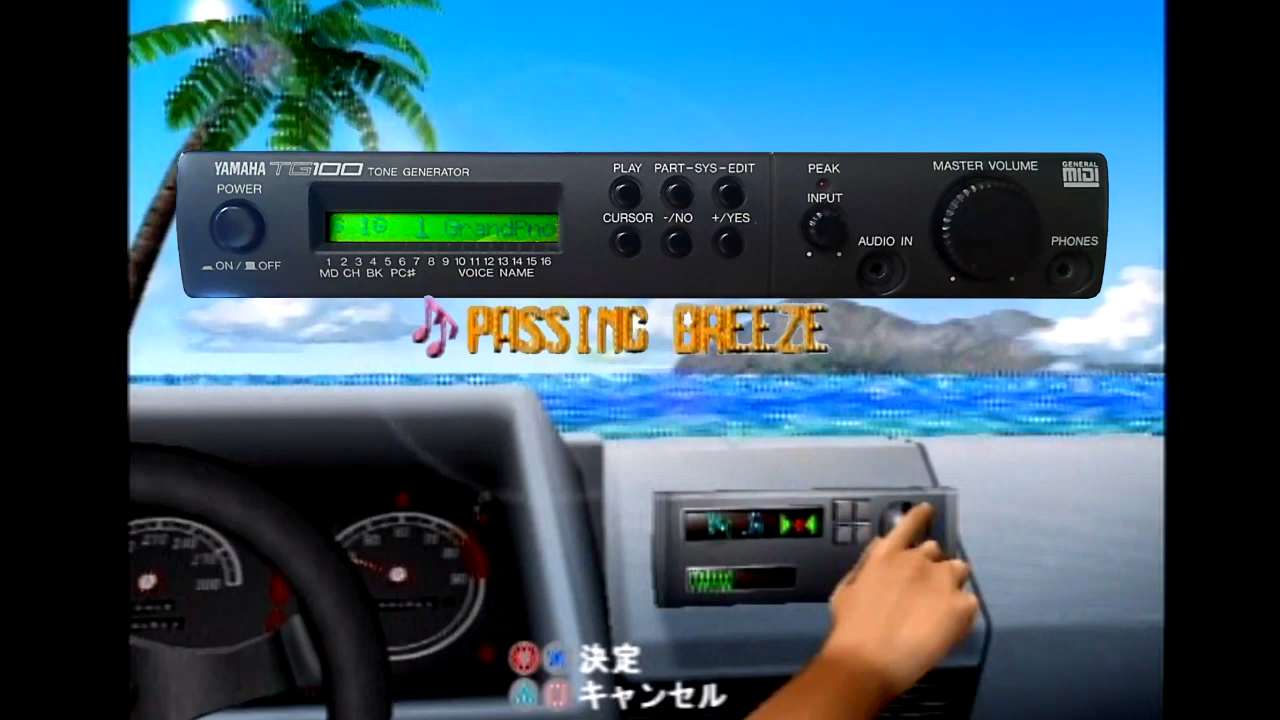 YAMAHA TG100 TONE GENERATOR
POWER
ON / OFF
1G 1 GrandPno
1 2 3 4 5 6 7 8 9 10 11 12 13 14 15 16
MD CH BK PC♯ VOICE NAME
PLAY PART-SYS-EDIT
CURSOR -/NO +/YES
PEAK
INPUT
AUDIO IN
MASTER VOLUME
GENERAL MIDI
PHONES
PASSING BREEZE
決定
キャンセル